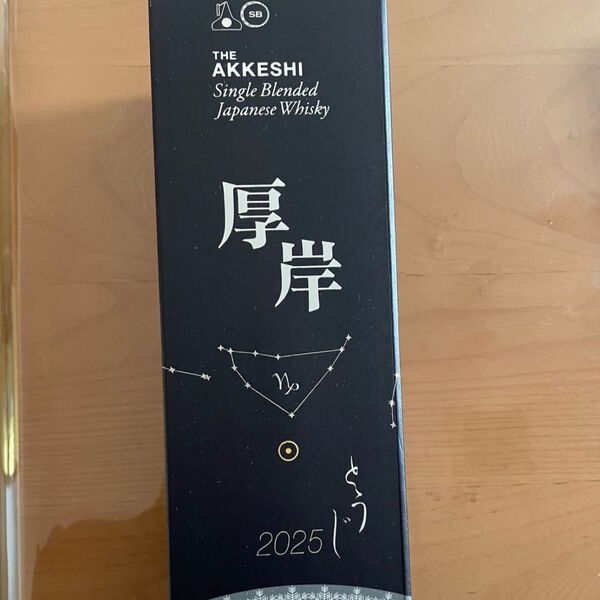 SB
THE
AKKESHI
Single Blended
Japanese Whisky
厚岸
とうじ
2025